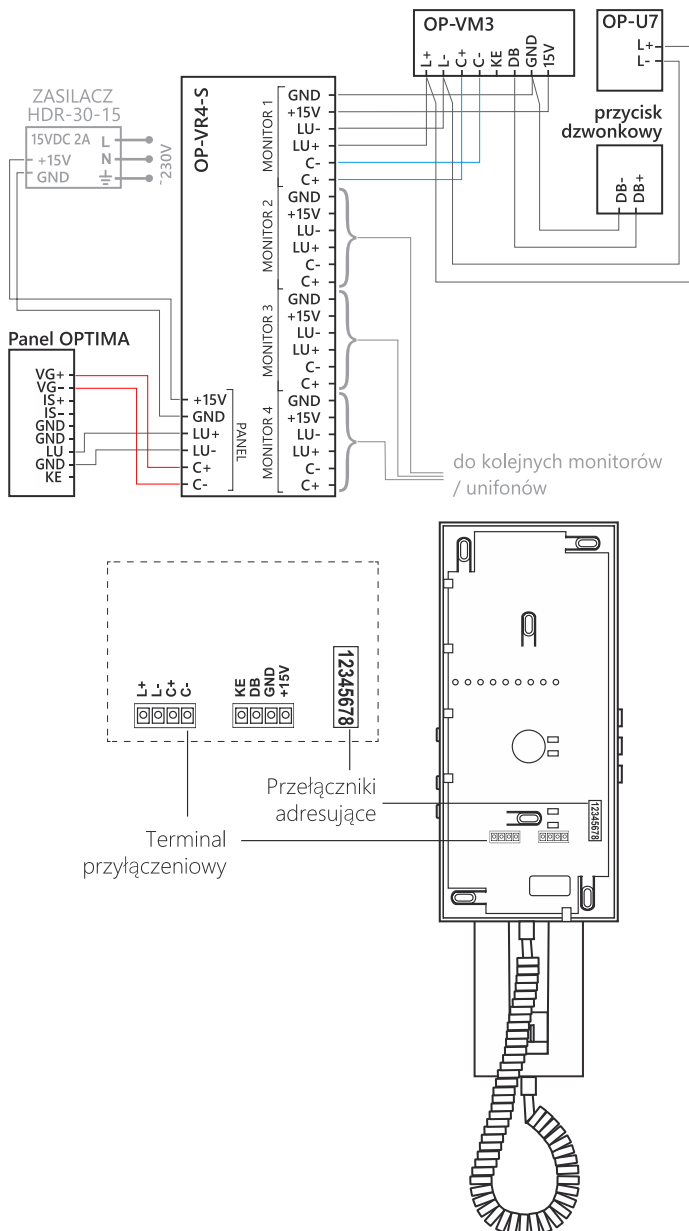 OP-VM3
L+
L-
C+
C-
KE
DB
GND
15V
OP-U7
L+
L-
przycisk
dzwonkowy
DB-
DB+
ZASILACZ
HDR-30-15
15VDC 2A
L
+15V
N
GND
~230V
OP-VR4-S
MONITOR 1
GND
+15V
LU-
LU+
C-
C+
MONITOR 2
GND
+15V
LU-
LU+
C-
C+
MONITOR 3
GND
+15V
LU-
LU+
C-
C+
MONITOR 4
GND
+15V
LU-
LU+
C-
C+
Panel OPTIMA
VG+
VG-
IS+
IS-
GND
GND
LU
GND
KE
+15V
GND
LU+
LU-
C+
C-
PANEL
do kolejnych monitorów
/ unifonów
L+
L-
C+
C-
KE
DB
GND
+15V
12345678
Przełączniki
adresujące
Terminal
przyłączeniowy
12345678